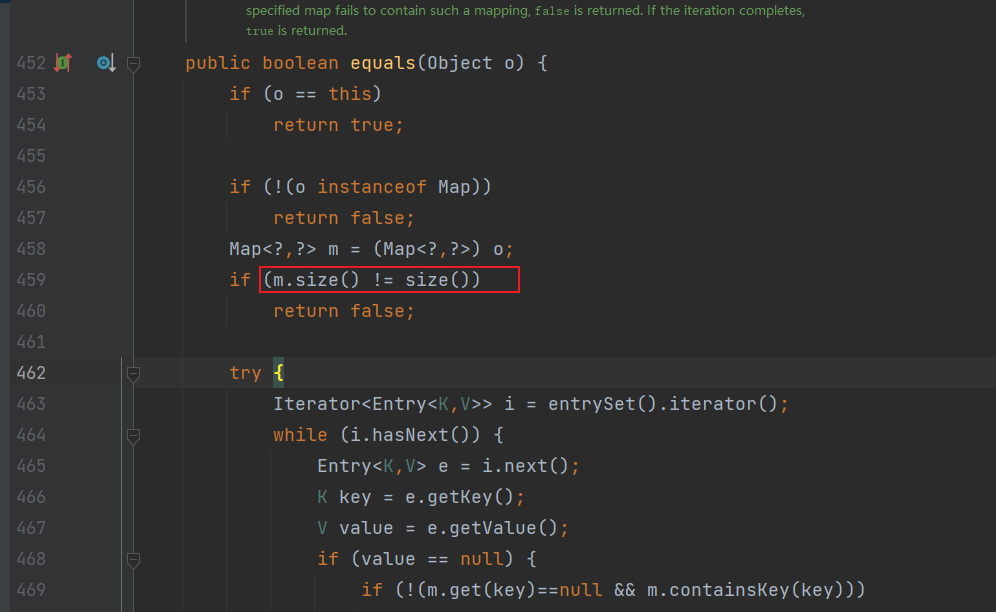 specified map fails to contain such a mapping, false is returned. If the iteration completes,
true is returned.
452 public boolean equals(Object o) {
453 if (o == this)
454 return true;
455
456 if (!(o instanceof Map))
457 return false;
458 Map<?,?> m = (Map<?,?>) o;
459 if (m.size() != size())
460 return false;
461
462 try {
463 Iterator<Entry<K,V>> i = entrySet().iterator();
464 while (i.hasNext()) {
465 Entry<K,V> e = i.next();
466 K key = e.getKey();
467 V value = e.getValue();
468 if (value == null) {
469 if (!(m.get(key)==null && m.containsKey(key)))